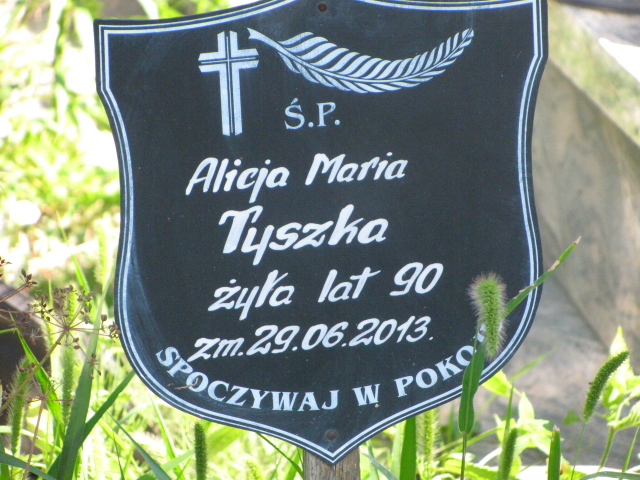 Ś.P.
Alicja Maria
Tyszka
żyła lat 90
zm. 29.06.2013.
SPOCZYWAJ W POKOJU